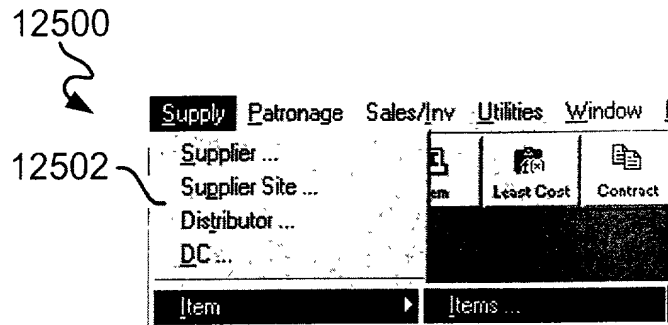 12500
Supply Patronage Sales/Inv Utilities Window
12502
Supplier ...
Supplier Site ...
Distributor ...
DC ...
Least Cost Contract
Item Items ...